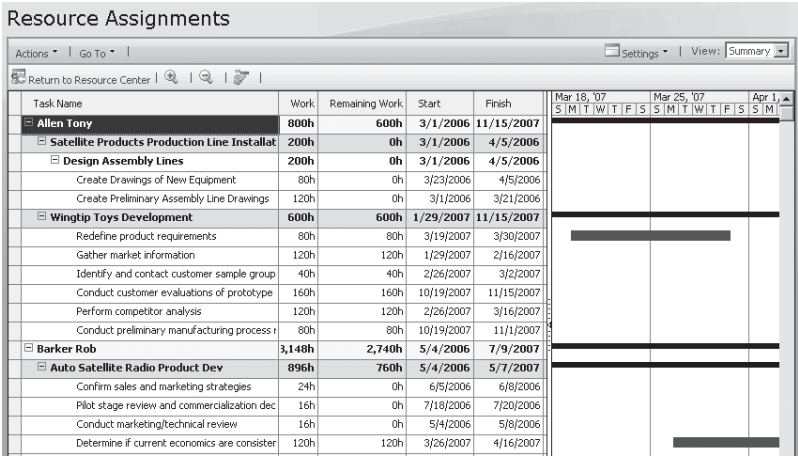 Resource Assignments
Actions | Go To | Settings | View: Summary
Return to Resource Center | | |
Task Name Work Remaining Work Start Finish Mar 18, '07 Mar 25, '07 Apr 1,
S M T W T F S S M T W T F S S M
Allen Tony 800h 600h 3/1/2006 11/15/2007
Satellite Products Production Line Installat 200h 0h 3/1/2006 4/5/2006
Design Assembly Lines 200h 0h 3/1/2006 4/5/2006
Create Drawings of New Equipment 80h 0h 3/23/2006 4/5/2006
Create Preliminary Assembly Line Drawings 120h 0h 3/1/2006 3/21/2006
Wingtip Toys Development 600h 600h 1/29/2007 11/15/2007
Redefine product requirements 80h 80h 3/19/2007 3/30/2007
Gather market information 120h 120h 1/29/2007 2/16/2007
Identify and contact customer sample group 40h 40h 2/26/2007 3/2/2007
Conduct customer evaluations of prototype 160h 160h 10/19/2007 11/15/2007
Perform competitor analysis 120h 120h 2/26/2007 3/16/2007
Conduct preliminary manufacturing process r 80h 80h 10/19/2007 11/1/2007
Barker Rob 3,148h 2,740h 5/4/2006 7/9/2007
Auto Satellite Radio Product Dev 896h 760h 5/4/2006 5/7/2007
Confirm sales and marketing strategies 24h 0h 6/5/2006 6/8/2006
Pilot stage review and commercialization dec 16h 0h 7/18/2006 7/20/2006
Conduct marketing/technical review 16h 0h 5/4/2006 5/8/2006
Determine if current economics are consister 120h 120h 3/26/2007 4/16/2007